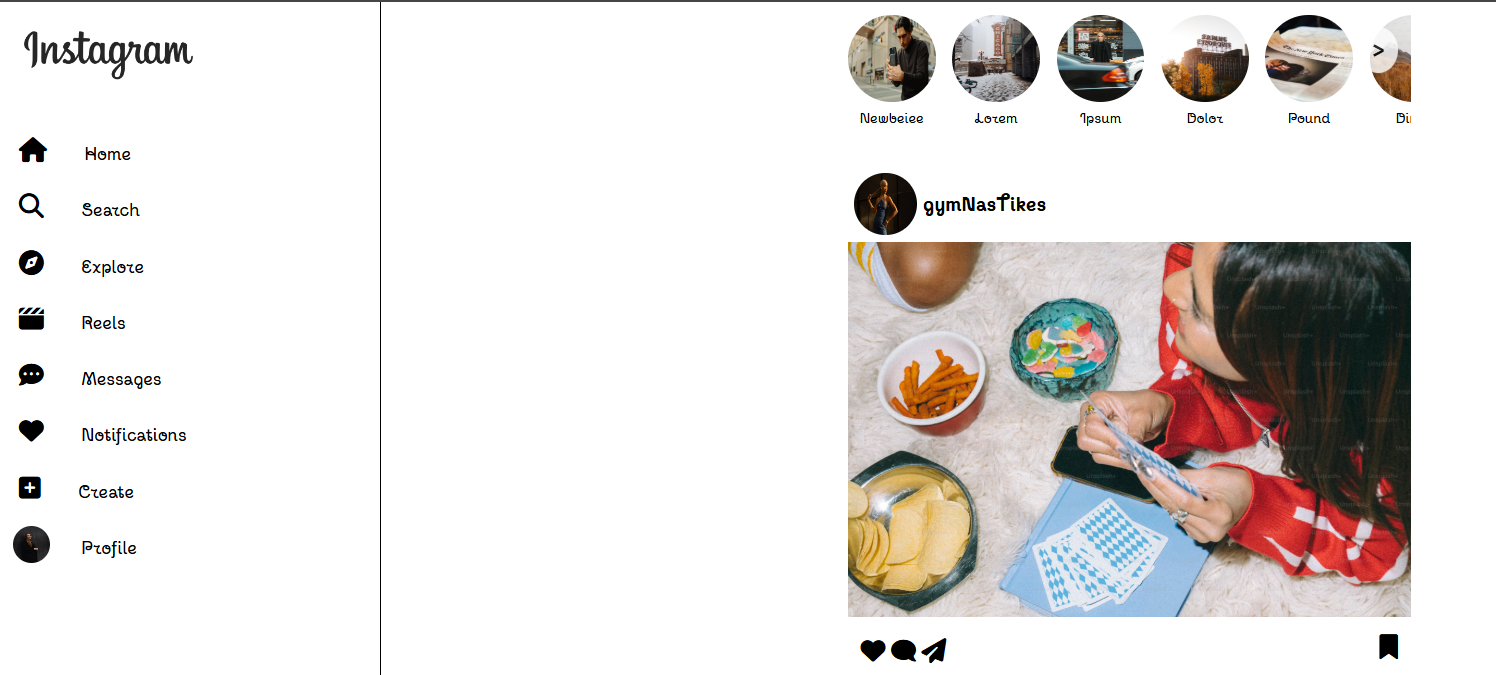 Instagram
Home
Search
Explore
Reels
Messages
Notifications
Create
Profile
Newbeiee
Lorem
Ipsum
Dolor
Pound
Di
>
gymNasTikes